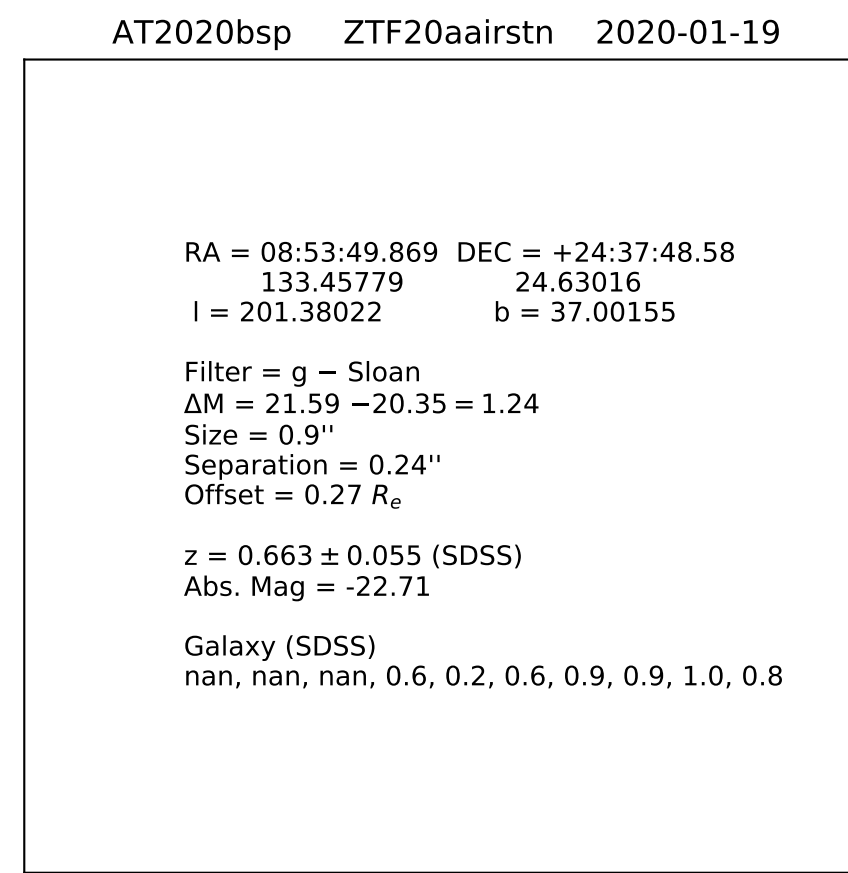 AT2020bsp ZTF20aairstn 2020-01-19
RA = 08:53:49.869 DEC = +24:37:48.58
133.45779 24.63016
l = 201.38022 b = 37.00155
Filter = g − Sloan
ΔM = 21.59 −20.35 = 1.24
Size = 0.9''
Separation = 0.24''
Offset = 0.27 Rₑ
z = 0.663 ± 0.055 (SDSS)
Abs. Mag = -22.71
Galaxy (SDSS)
nan, nan, nan, 0.6, 0.2, 0.6, 0.9, 0.9, 1.0, 0.8